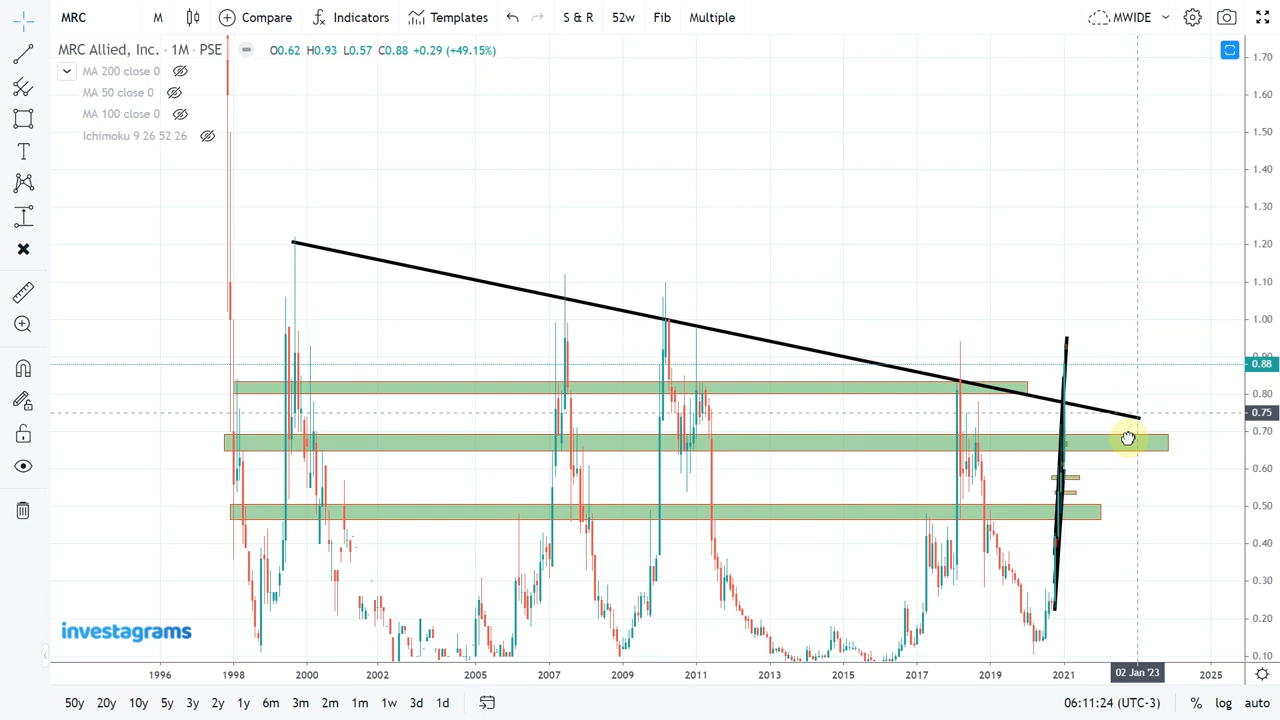 MRC M Compare Indicators Templates S & R 52w Fib Multiple MWIDE
MRC Allied, Inc. · 1M · PSE O0.62 H0.93 L0.57 C0.88 +0.29 (+49.15%)
MA 200 close 0
MA 50 close 0
MA 100 close 0
Ichimoku 9 26 52 26
1.70
1.60
1.50
1.40
1.30
1.20
1.10
1.00
0.90
0.88
0.80
0.75
0.70
0.60
0.50
0.40
0.30
0.20
0.10
investagrams
1996 1998 2000 2002 2005 2007 2009 2011 2013 2015 2017 2019 2021 02 Jan '23 2025
50y 20y 10y 5y 3y 2y 1y 6m 3m 2m 1m 1w 3d 1d 06:11:24 (UTC-3) % log auto